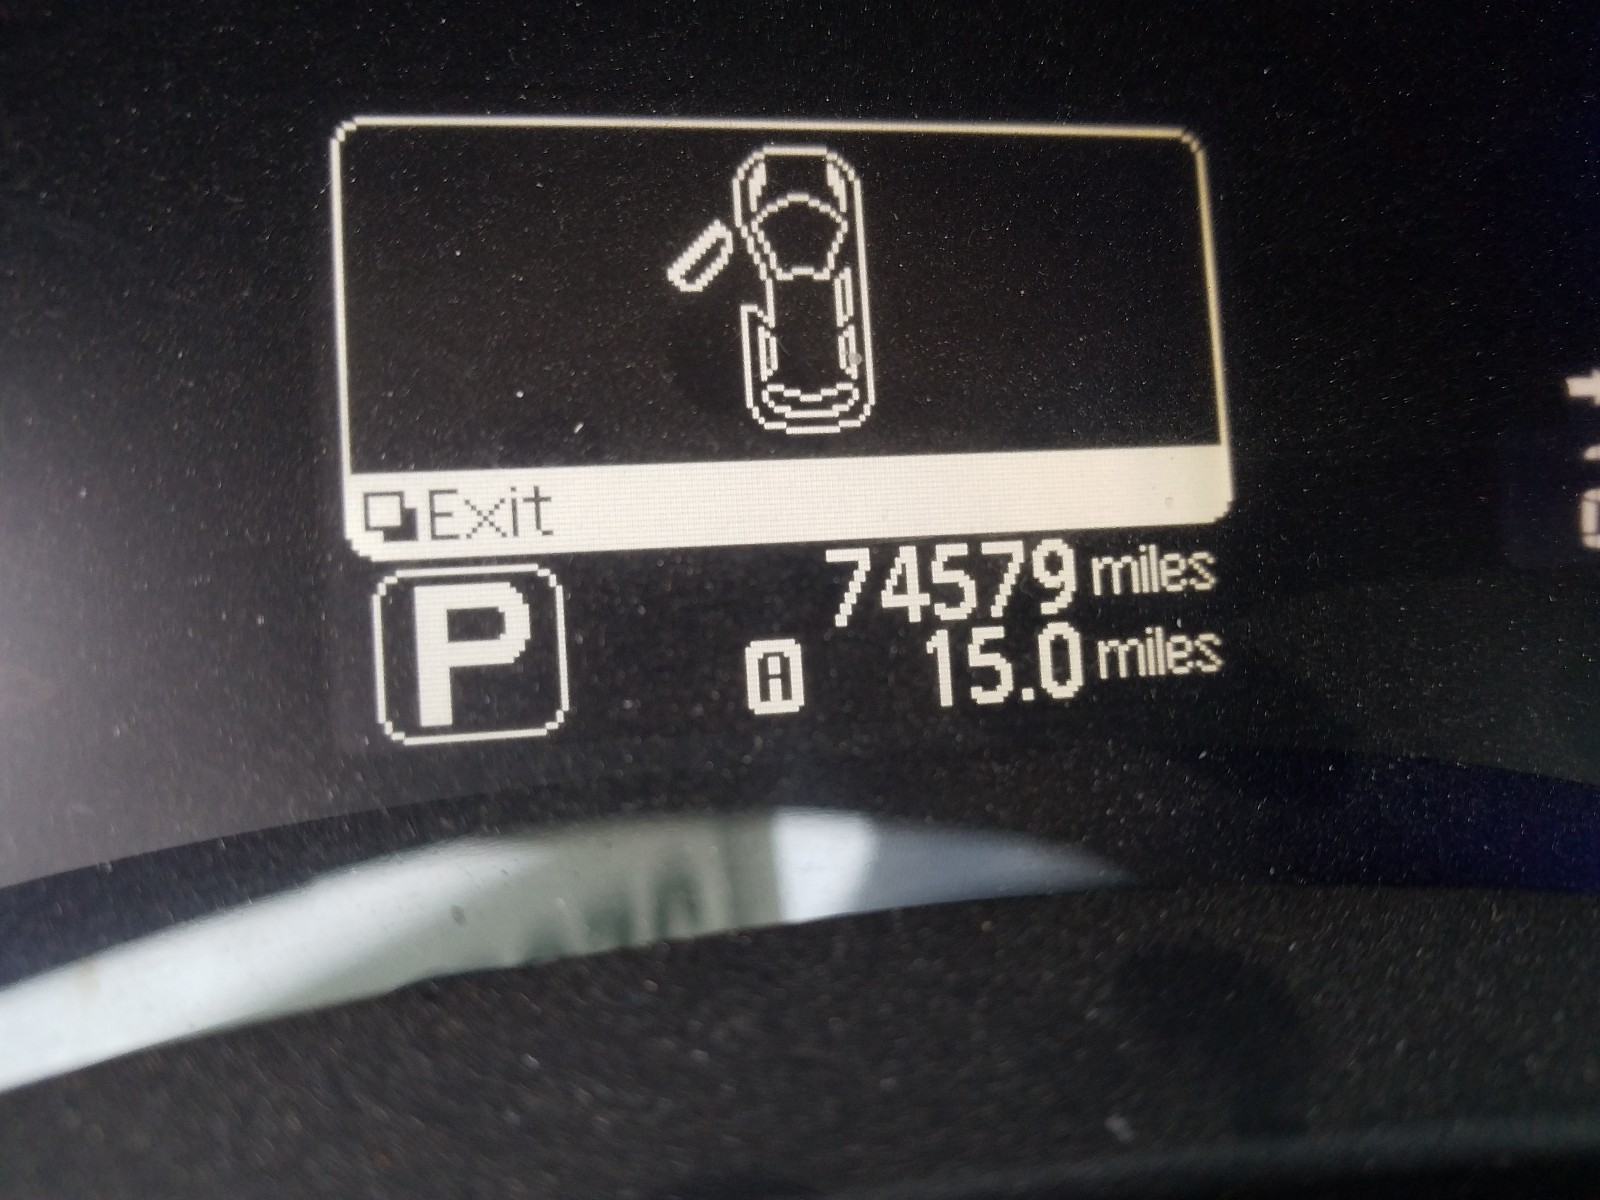 Exit
74579 miles
P
A 15.0 miles